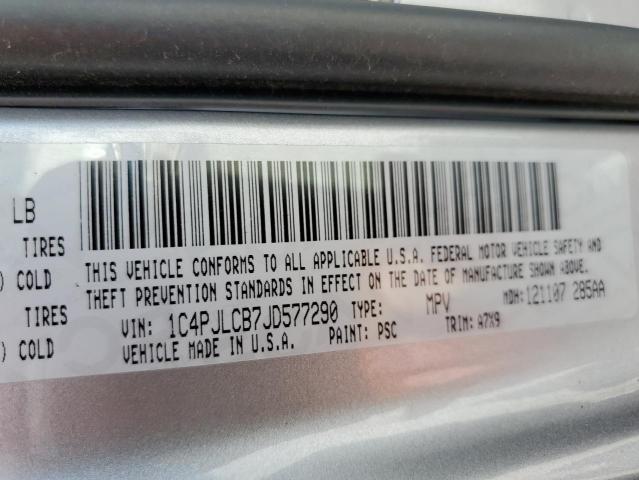 LB
TIRES
) COLD
TIRES
) COLD
THIS VEHICLE CONFORMS TO ALL APPLICABLE U.S.A. FEDERAL MOTOR VEHICLE SAFETY AND
THEFT PREVENTION STANDARDS IN EFFECT ON THE DATE OF MANUFACTURE SHOWN ABOVE.
VIN: 1C4PJLCB7JD577290 TYPE: MPV MDH: 121107 285AA
VEHICLE MADE IN U.S.A. PAINT: PSC TRIM: A7X9